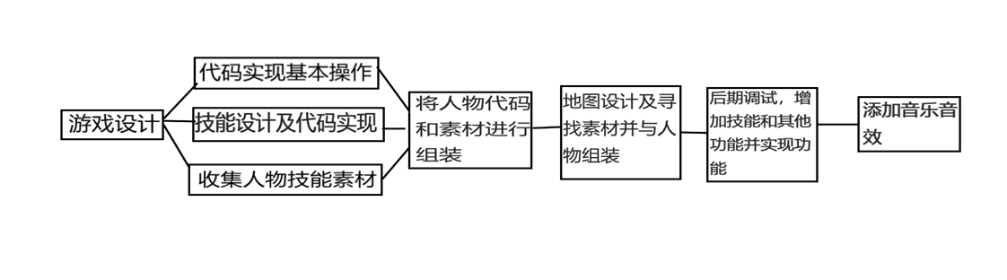 游戏设计
代码实现基本操作
技能设计及代码实现
收集人物技能素材
将人物代码
和素材进行
组装
地图设计及寻
找素材并与人
物组装
后期调试，增
加技能和其他
功能并实现功
能
添加音乐音
效